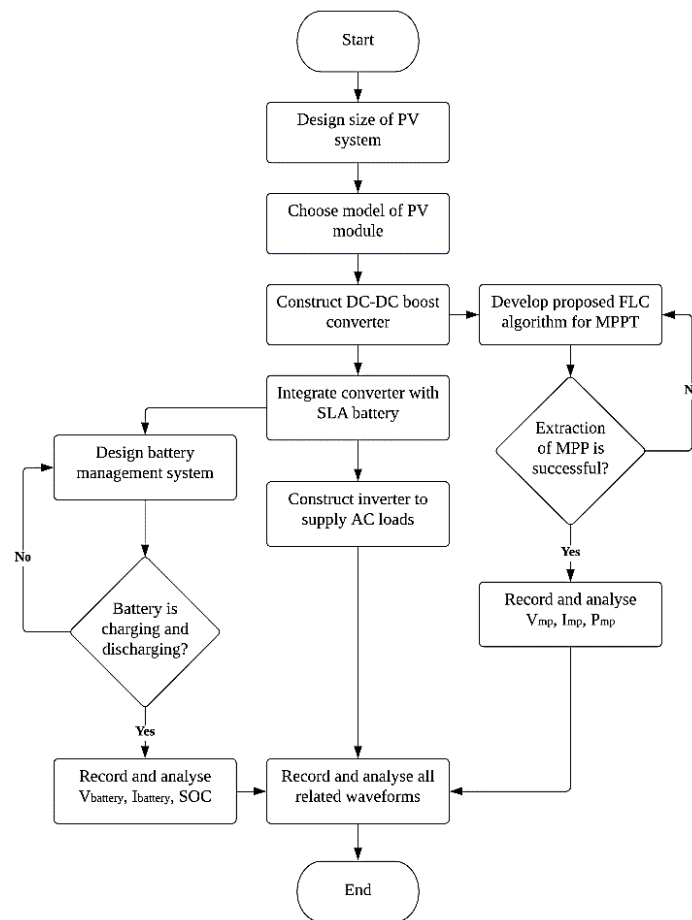 Start
Design size of PV
system
Choose model of PV
module
Construct DC-DC boost
converter
Develop proposed FLC
algorithm for MPPT
Integrate converter with
SLA battery
N
Extraction
of MPP is
successful?
Design battery
management system
Construct inverter to
supply AC loads
No
Yes
Battery is
charging and
discharging?
Record and analyse
Vmp, Imp, Pmp
Yes
Record and analyse
Vbattery, Ibattery, SOC
Record and analyse all
related waveforms
End